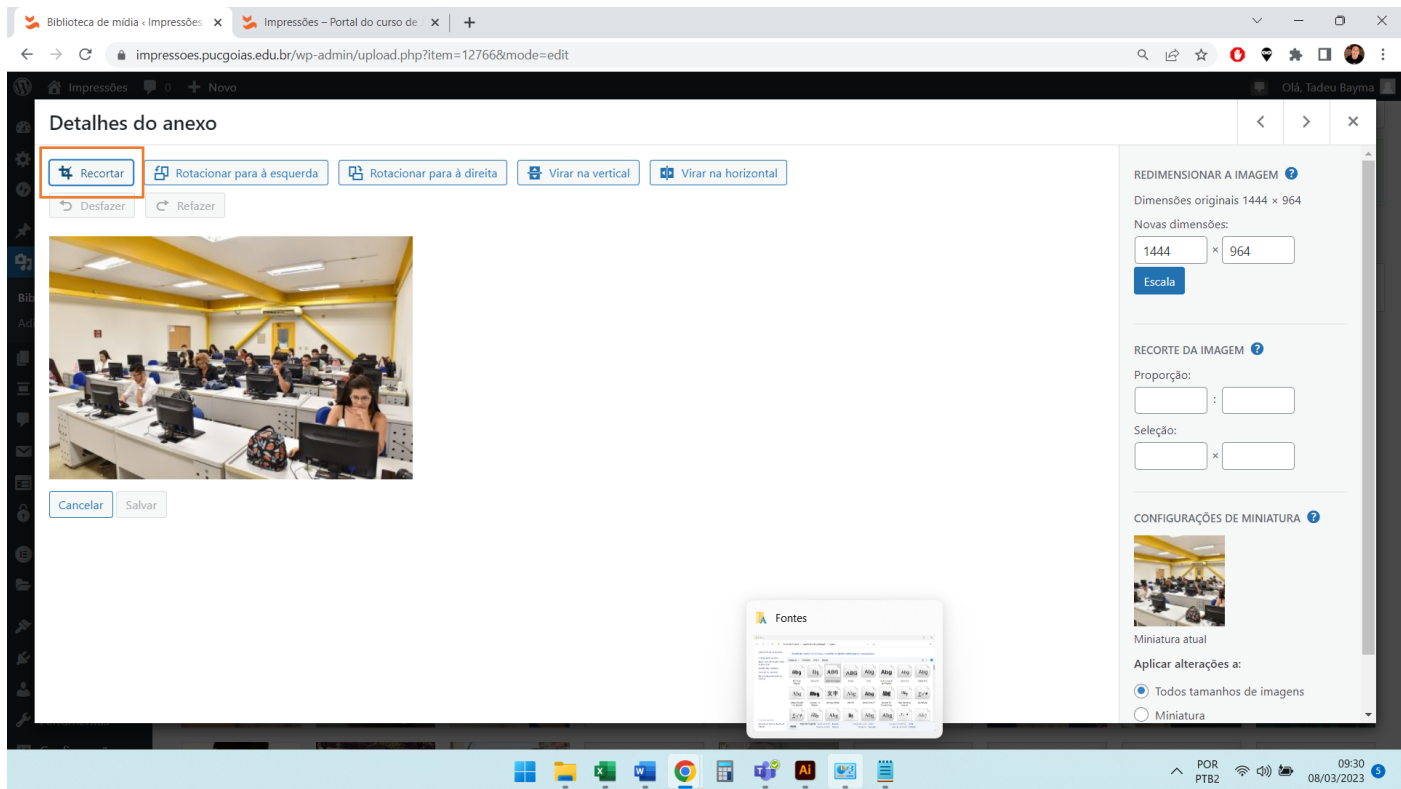 Biblioteca de mídia ‹ Impressões
Impressões – Portal do curso de J
impressoes.pucgoias.edu.br/wp-admin/upload.php?item=12766&mode=edit
Impressões 0 Novo
Olá, Tadeu Bayma
Detalhes do anexo
Recortar
Rotacionar para à esquerda
Rotacionar para à direita
Virar na vertical
Virar na horizontal
Desfazer
Refazer
Cancelar
Salvar
REDIMENSIONAR A IMAGEM
Dimensões originais 1444 × 964
Novas dimensões:
1444 × 964
Escala
RECORTE DA IMAGEM
Proporção:
:
Seleção:
×
CONFIGURAÇÕES DE MINIATURA
Miniatura atual
Aplicar alterações a:
Todos tamanhos de imagens
Miniatura
Bib
Adi
Fontes
POR
PTB2
09:30
08/03/2023
5